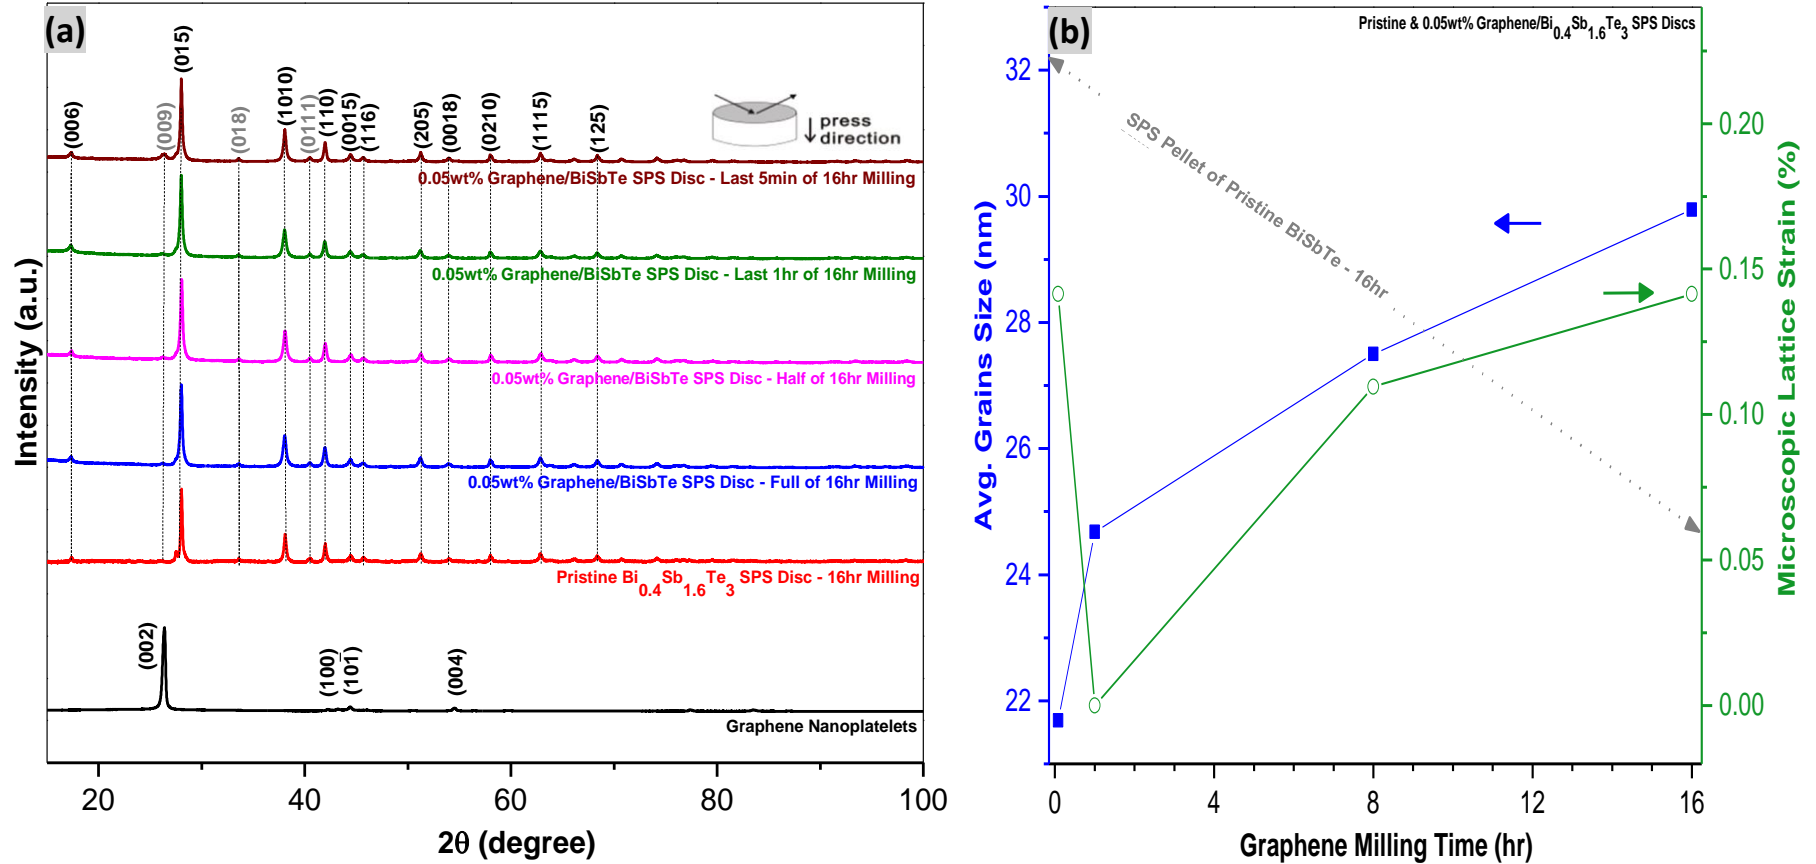 (a)
(006)
(009)
(015)
(018)
(1010)
(0111)
(110)
(0015)
(116)
(205)
(0018)
(0210)
(1115)
(125)
press
direction
0.05wt% Graphene/BiSbTe SPS Disc - Last 5min of 16hr Milling
0.05wt% Graphene/BiSbTe SPS Disc - Last 1hr of 16hr Milling
0.05wt% Graphene/BiSbTe SPS Disc - Half of 16hr Milling
0.05wt% Graphene/BiSbTe SPS Disc - Full of 16hr Milling
Pristine Bi0.4Sb1.6Te3 SPS Disc - 16hr Milling
(002)
(100)
(1̄01)
(004)
Graphene Nanoplatelets
Intensity (a.u.)
20 40 60 80 100
2θ (degree)
(b)
Pristine & 0.05wt% Graphene/Bi0.4Sb1.6Te3 SPS Discs
SPS Pellet of Pristine BiSbTe - 16hr
Avg. Grains Size (nm)
32
30
28
26
24
22
Microscopic Lattice Strain (%)
0.20
0.15
0.10
0.05
0.00
0 4 8 12 16
Graphene Milling Time (hr)